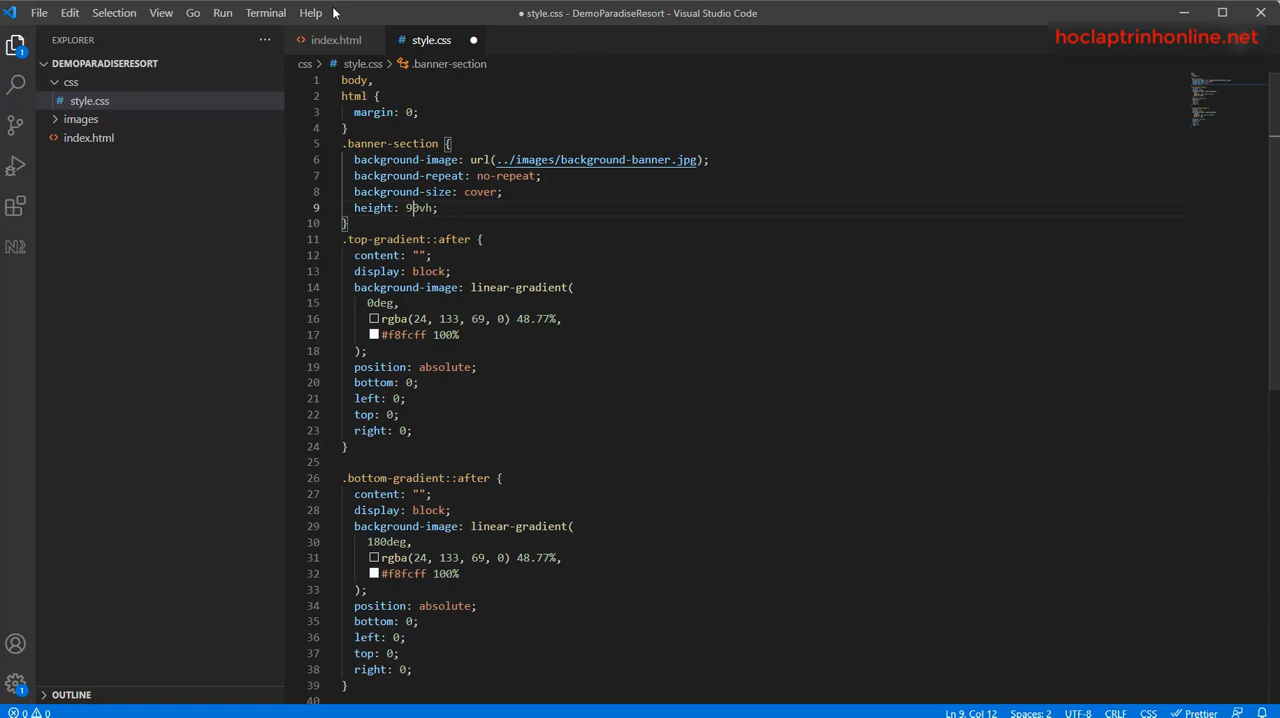 File Edit Selection View Go Run Terminal Help
● style.css - DemoParadiseResort - Visual Studio Code
hoclaptrinhonline.net
EXPLORER ···
index.html
style.css ●
DEMOPARADISERESORT
css
style.css
images
index.html
css > # style.css > .banner-section
1 body,
2 html {
3 margin: 0;
4 }
5 .banner-section {
6 background-image: url(../images/background-banner.jpg);
7 background-repeat: no-repeat;
8 background-size: cover;
9 height: 90vh;
10 }
11 .top-gradient::after {
12 content: "";
13 display: block;
14 background-image: linear-gradient(
15 0deg,
16 rgba(24, 133, 69, 0) 48.77%,
17 #f8fcff 100%
18 );
19 position: absolute;
20 bottom: 0;
21 left: 0;
22 top: 0;
23 right: 0;
24 }
25
26 .bottom-gradient::after {
27 content: "";
28 display: block;
29 background-image: linear-gradient(
30 180deg,
31 rgba(24, 133, 69, 0) 48.77%,
32 #f8fcff 100%
33 );
34 position: absolute;
35 bottom: 0;
36 left: 0;
37 top: 0;
38 right: 0;
39 }
40
1
N2
1
OUTLINE
0 0
Ln 9, Col 12 Spaces: 2 UTF-8 CRLF CSS Prettier